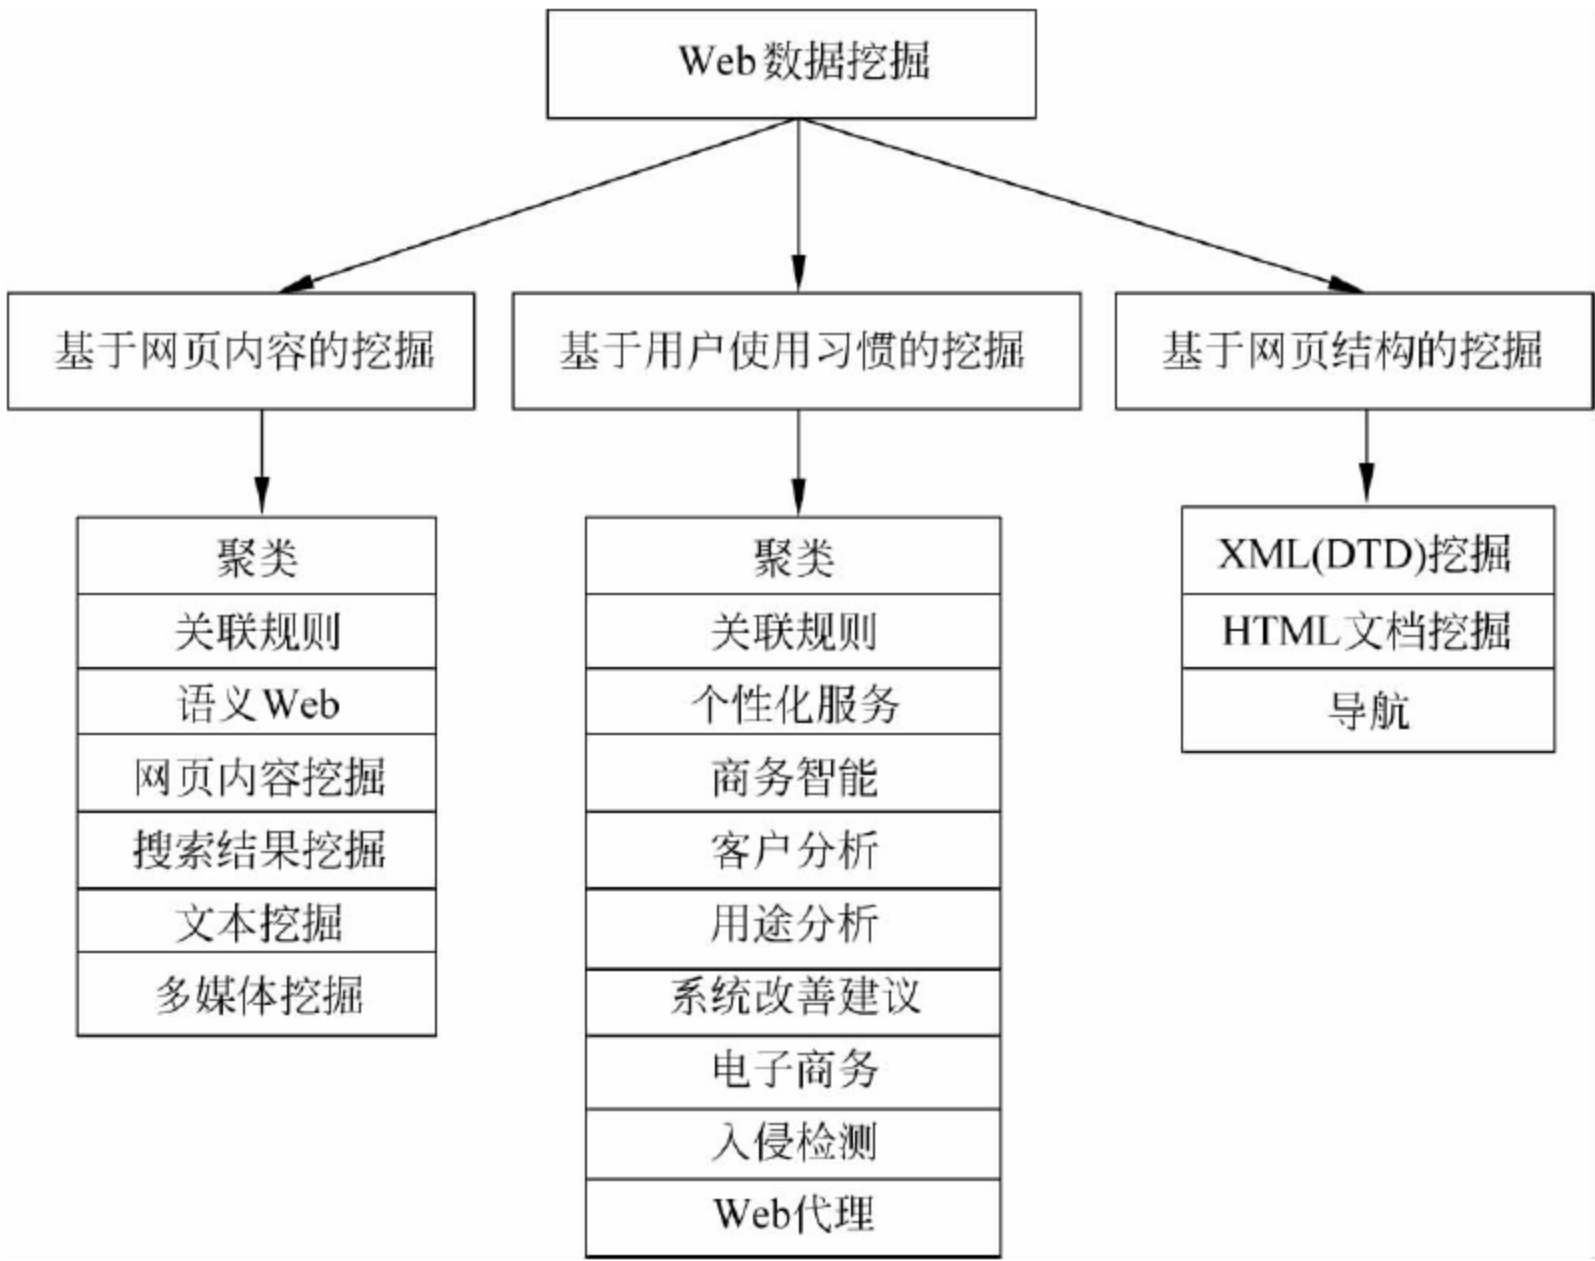 Web数据挖掘
基于网页内容的挖掘
基于用户使用习惯的挖掘
基于网页结构的挖掘
聚类
关联规则
语义Web
网页内容挖掘
搜索结果挖掘
文本挖掘
多媒体挖掘
聚类
关联规则
个性化服务
商务智能
客户分析
用途分析
系统改善建议
电子商务
入侵检测
Web代理
XML(DTD)挖掘
HTML文档挖掘
导航